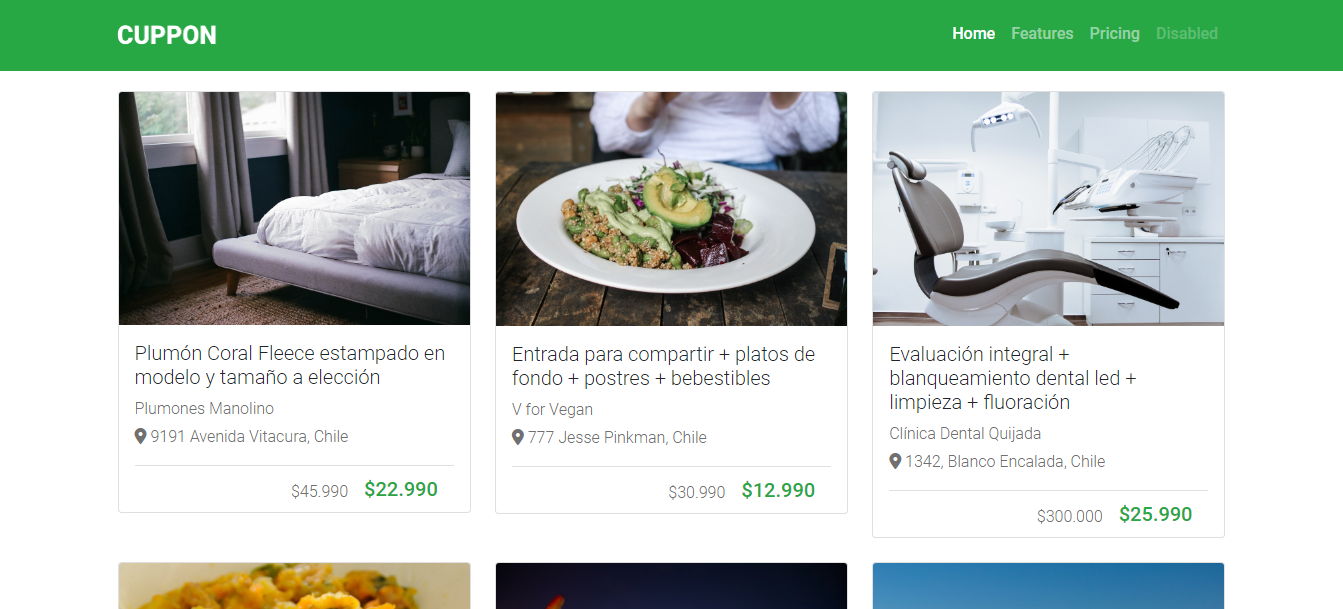 CUPPON
Home Features Pricing Disabled
Plumón Coral Fleece estampado en
modelo y tamaño a elección
Plumones Manolino
9191 Avenida Vitacura, Chile
$45.990 $22.990
Entrada para compartir + platos de
fondo + postres + bebestibles
V for Vegan
777 Jesse Pinkman, Chile
$30.990 $12.990
Evaluación integral +
blanqueamiento dental led +
limpieza + fluoración
Clínica Dental Quijada
1342, Blanco Encalada, Chile
$300.000 $25.990